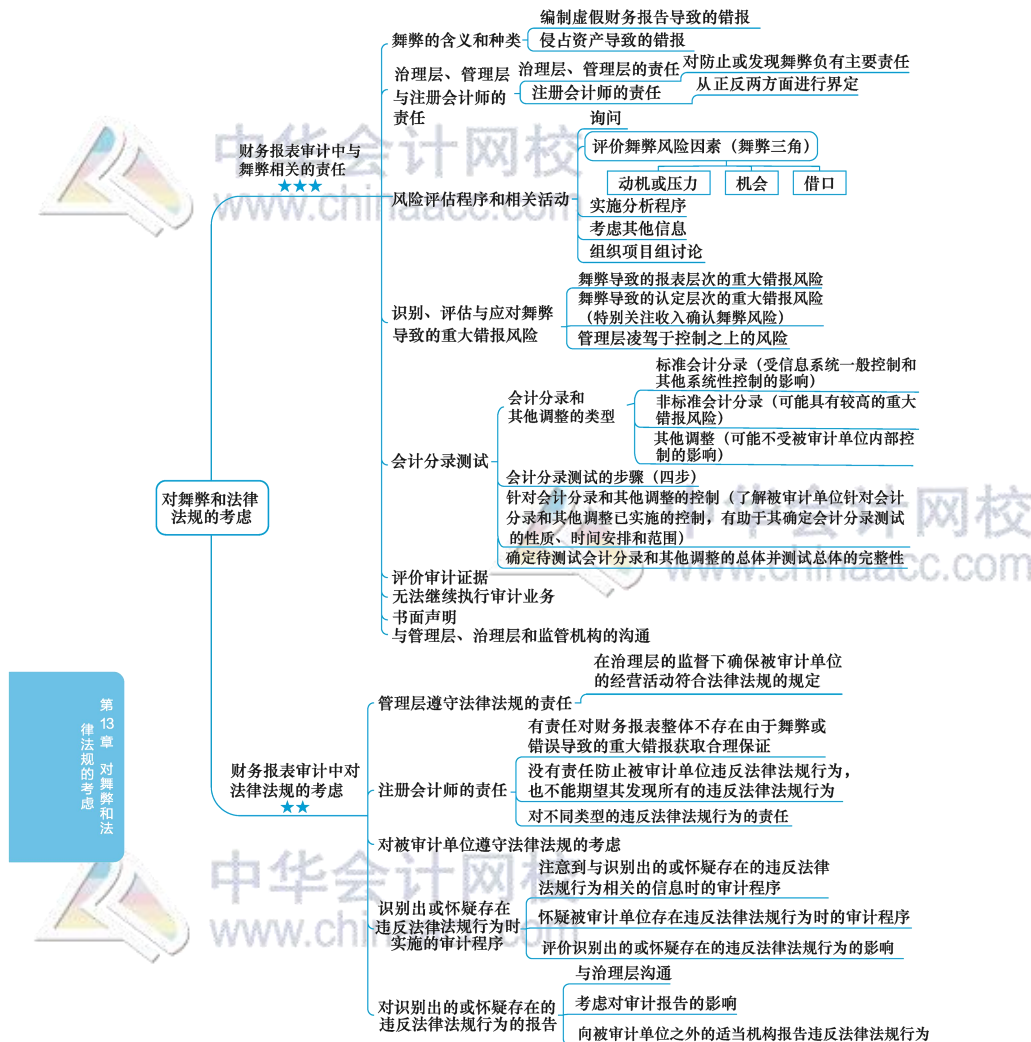 编制虚假财务报告导致的错报
舞弊的含义和种类
侵占资产导致的错报
治理层、管理层
与注册会计师的
责任
治理层、管理层的责任
对防止或发现舞弊负有主要责任
注册会计师的责任
从正反两方面进行界定
财务报表审计中与
舞弊相关的责任
★★★
风险评估程序和相关活动
询问
评价舞弊风险因素（舞弊三角）
动机或压力
机会
借口
实施分析程序
考虑其他信息
组织项目组讨论
识别、评估与应对舞弊
导致的重大错报风险
舞弊导致的报表层次的重大错报风险
舞弊导致的认定层次的重大错报风险
（特别关注收入确认舞弊风险）
管理层凌驾于控制之上的风险
会计分录测试
会计分录和
其他调整的类型
标准会计分录（受信息系统一般控制和
其他系统性控制的影响）
非标准会计分录（可能具有较高的重大
错报风险）
其他调整（可能不受被审计单位内部控
制的影响）
会计分录测试的步骤（四步）
针对会计分录和其他调整的控制（了解被审计单位针对会计
分录和其他调整已实施的控制，有助于其确定会计分录测试
的性质、时间安排和范围）
确定待测试会计分录和其他调整的总体并测试总体的完整性
评价审计证据
无法继续执行审计业务
书面声明
与管理层、治理层和监管机构的沟通
对舞弊和法律
法规的考虑
第13章 对舞弊和法
律法规的考虑
财务报表审计中对
法律法规的考虑
★★
管理层遵守法律法规的责任
在治理层的监督下确保被审计单位
的经营活动符合法律法规的规定
注册会计师的责任
有责任对财务报表整体不存在由于舞弊或
错误导致的重大错报获取合理保证
没有责任防止被审计单位违反法律法规行为，
也不能期望其发现所有的违反法律法规行为
对不同类型的违反法律法规行为的责任
对被审计单位遵守法律法规的考虑
识别出或怀疑存在
违反法律法规行为时
实施的审计程序
注意到与识别出的或怀疑存在的违反法律
法规行为相关的信息时的审计程序
怀疑被审计单位存在违反法律法规行为时的审计程序
评价识别出的或怀疑存在的违反法律法规行为的影响
对识别出的或怀疑存在的
违反法律法规行为的报告
与治理层沟通
考虑对审计报告的影响
向被审计单位之外的适当机构报告违反法律法规行为
中华会计网校
www.chinaacc.com
中华会计网校
www.chinaacc.com
中华会计网校
www.chinaacc.com